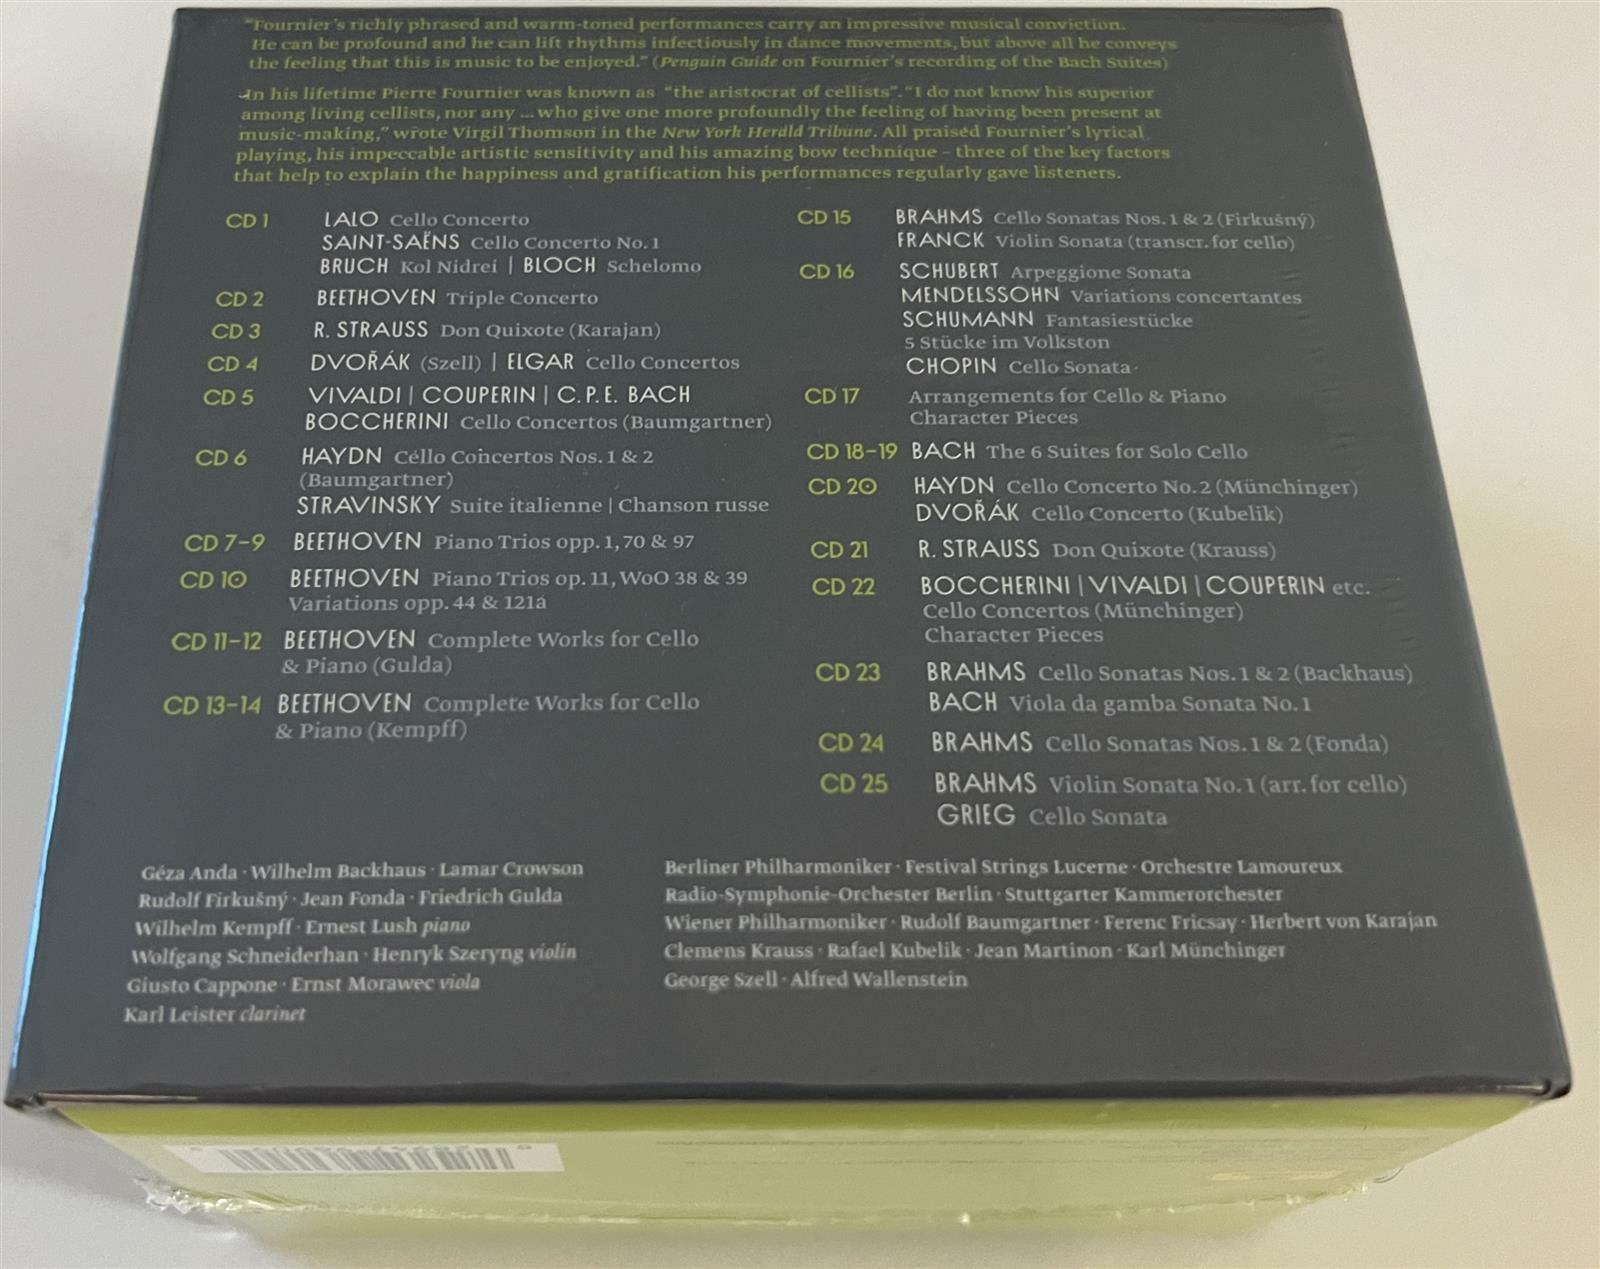 "Fournier's richly phrased and warm-toned performances carry an impressive musical conviction.
He can be profound and he can lift rhythms infectiously in dance movements, but above all he conveys
the feeling that this is music to be enjoyed." (Penguin Guide on Fournier's recording of the Bach Suites)
In his lifetime Pierre Fournier was known as "the aristocrat of cellists". "I do not know his superior
among living cellists, nor any ... who give one more profoundly the feeling of having been present at
music-making," wrote Virgil Thomson in the New York Herald Tribune. All praised Fournier's lyrical
playing, his impeccable artistic sensitivity and his amazing bow technique – three of the key factors
that help to explain the happiness and gratification his performances regularly gave listeners.
CD 1 LALO Cello Concerto
SAINT-SAËNS Cello Concerto No. 1
BRUCH Kol Nidrei | BLOCH Schelomo
CD 2 BEETHOVEN Triple Concerto
CD 3 R. STRAUSS Don Quixote (Karajan)
CD 4 DVOŘÁK (Szell) | ELGAR Cello Concertos
CD 5 VIVALDI | COUPERIN | C. P. E. BACH
BOCCHERINI Cello Concertos (Baumgartner)
CD 6 HAYDN Cello Concertos Nos. 1 & 2
(Baumgartner)
STRAVINSKY Suite italienne | Chanson russe
CD 7–9 BEETHOVEN Piano Trios opp. 1, 70 & 97
CD 10 BEETHOVEN Piano Trios op. 11, WoO 38 & 39
Variations opp. 44 & 121a
CD 11–12 BEETHOVEN Complete Works for Cello
& Piano (Gulda)
CD 13–14 BEETHOVEN Complete Works for Cello
& Piano (Kempff)
CD 15 BRAHMS Cello Sonatas Nos. 1 & 2 (Firkušný)
FRANCK Violin Sonata (transcr. for cello)
CD 16 SCHUBERT Arpeggione Sonata
MENDELSSOHN Variations concertantes
SCHUMANN Fantasiestücke
5 Stücke im Volkston
CHOPIN Cello Sonata
CD 17 Arrangements for Cello & Piano
Character Pieces
CD 18–19 BACH The 6 Suites for Solo Cello
CD 20 HAYDN Cello Concerto No. 2 (Münchinger)
DVOŘÁK Cello Concerto (Kubelik)
CD 21 R. STRAUSS Don Quixote (Krauss)
CD 22 BOCCHERINI | VIVALDI | COUPERIN etc.
Cello Concertos (Münchinger)
Character Pieces
CD 23 BRAHMS Cello Sonatas Nos. 1 & 2 (Backhaus)
BACH Viola da gamba Sonata No. 1
CD 24 BRAHMS Cello Sonatas Nos. 1 & 2 (Fonda)
CD 25 BRAHMS Violin Sonata No. 1 (arr. for cello)
GRIEG Cello Sonata
Géza Anda · Wilhelm Backhaus · Lamar Crowson
Rudolf Firkušný · Jean Fonda · Friedrich Gulda
Wilhelm Kempff · Ernest Lush piano
Wolfgang Schneiderhan · Henryk Szeryng violin
Giusto Cappone · Ernst Morawec viola
Karl Leister clarinet
Berliner Philharmoniker · Festival Strings Lucerne · Orchestre Lamoureux
Radio-Symphonie-Orchester Berlin · Stuttgarter Kammerorchester
Wiener Philharmoniker · Rudolf Baumgartner · Ferenc Fricsay · Herbert von Karajan
Clemens Krauss · Rafael Kubelik · Jean Martinon · Karl Münchinger
George Szell · Alfred Wallenstein